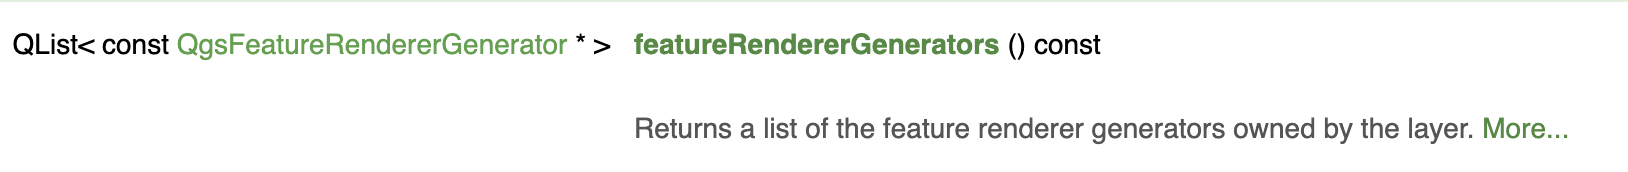 QList< const QgsFeatureRendererGenerator * > featureRendererGenerators () const
Returns a list of the feature renderer generators owned by the layer. More...